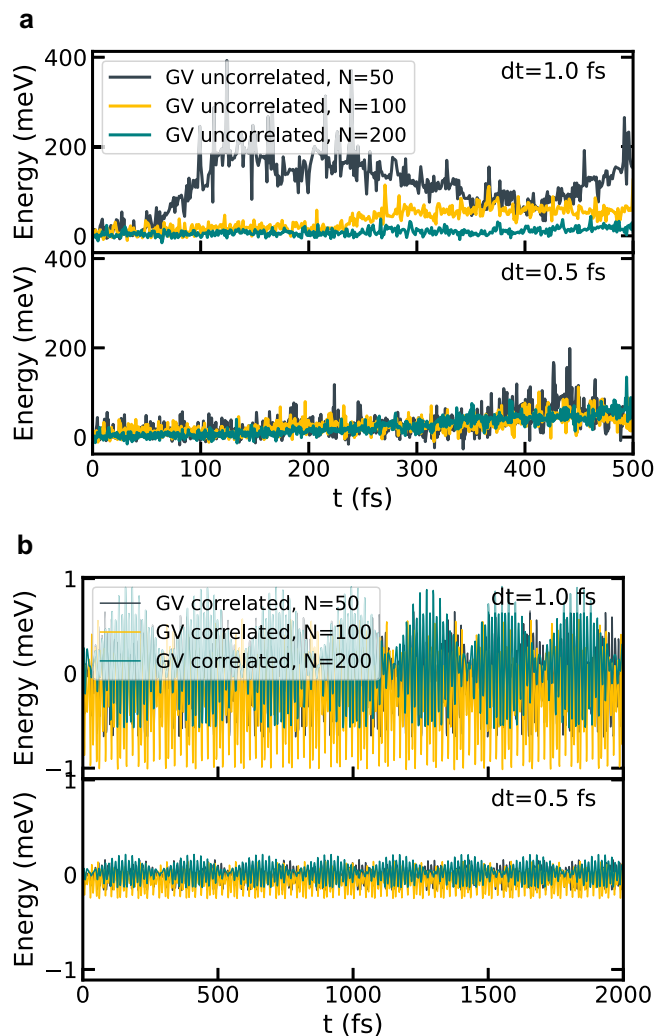 a
400
200
0
Energy (meV)
GV uncorrelated, N=50
GV uncorrelated, N=100
GV uncorrelated, N=200
dt=1.0 fs
400
200
0
Energy (meV)
dt=0.5 fs
0 100 200 300 400 500
t (fs)
b
1
0
−1
Energy (meV)
GV correlated, N=50
GV correlated, N=100
GV correlated, N=200
dt=1.0 fs
1
0
−1
Energy (meV)
dt=0.5 fs
0 500 1000 1500 2000
t (fs)